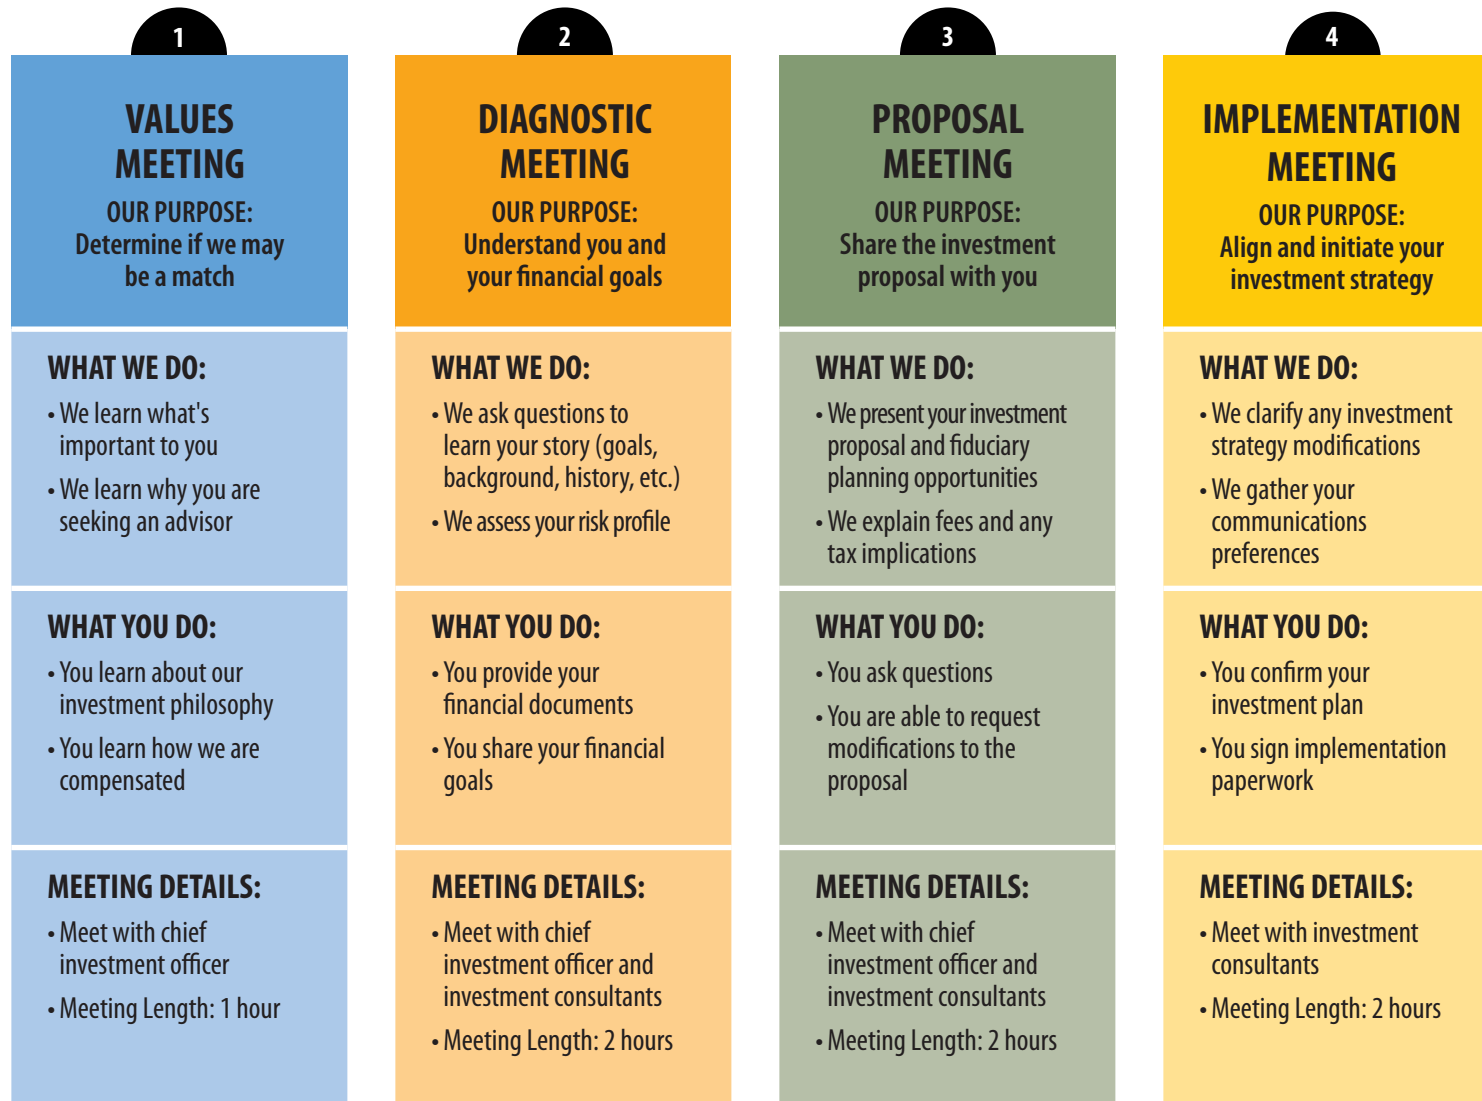 1
VALUES
MEETING
OUR PURPOSE:
Determine if we may
be a match
WHAT WE DO:
• We learn what's
important to you
• We learn why you are
seeking an advisor
WHAT YOU DO:
• You learn about our
investment philosophy
• You learn how we are
compensated
MEETING DETAILS:
• Meet with chief
investment officer
• Meeting Length: 1 hour
2
DIAGNOSTIC
MEETING
OUR PURPOSE:
Understand you and
your financial goals
WHAT WE DO:
• We ask questions to
learn your story (goals,
background, history, etc.)
• We assess your risk profile
WHAT YOU DO:
• You provide your
financial documents
• You share your financial
goals
MEETING DETAILS:
• Meet with chief
investment officer and
investment consultants
• Meeting Length: 2 hours
3
PROPOSAL
MEETING
OUR PURPOSE:
Share the investment
proposal with you
WHAT WE DO:
• We present your investment
proposal and fiduciary
planning opportunities
• We explain fees and any
tax implications
WHAT YOU DO:
• You ask questions
• You are able to request
modifications to the
proposal
MEETING DETAILS:
• Meet with chief
investment officer and
investment consultants
• Meeting Length: 2 hours
4
IMPLEMENTATION
MEETING
OUR PURPOSE:
Align and initiate your
investment strategy
WHAT WE DO:
• We clarify any investment
strategy modifications
• We gather your
communications
preferences
WHAT YOU DO:
• You confirm your
investment plan
• You sign implementation
paperwork
MEETING DETAILS:
• Meet with investment
consultants
• Meeting Length: 2 hours